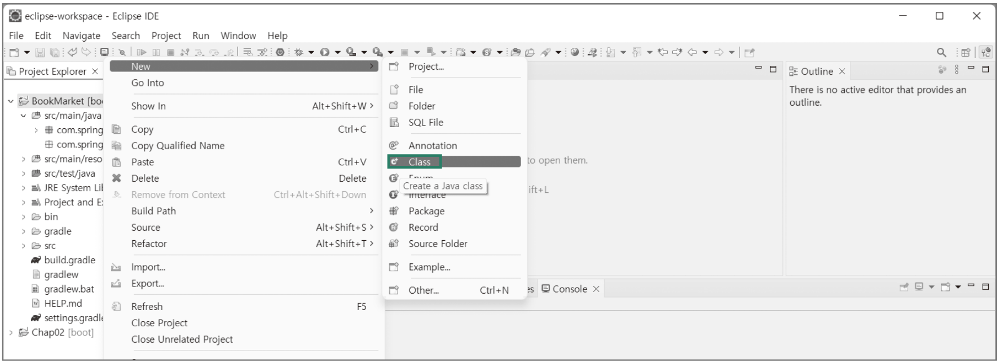 eclipse-workspace - Eclipse IDE
File Edit Navigate Search Project Run Window Help
Project Explorer
BookMarket [boo
src/main/java
com.spring
com.spring
src/main/reso
src/test/java
JRE System Lib
Project and Ex
bin
gradle
src
build.gradle
gradlew
gradlew.bat
HELP.md
settings.gradle
Chap02 [boot]
New
Go Into
Show In Alt+Shift+W
Copy Ctrl+C
Copy Qualified Name
Paste Ctrl+V
Delete Delete
Remove from Context Ctrl+Alt+Shift+Down
Build Path
Source Alt+Shift+S
Refactor Alt+Shift+T
Import...
Export...
Refresh F5
Close Project
Close Unrelated Project
Project...
File
Folder
SQL File
Annotation
Class
Enum
Create a Java class
Interface
Package
Record
Source Folder
Example...
Other... Ctrl+N
to open them.
ift+L
es Console
Outline
There is no active editor that provides an
outline.